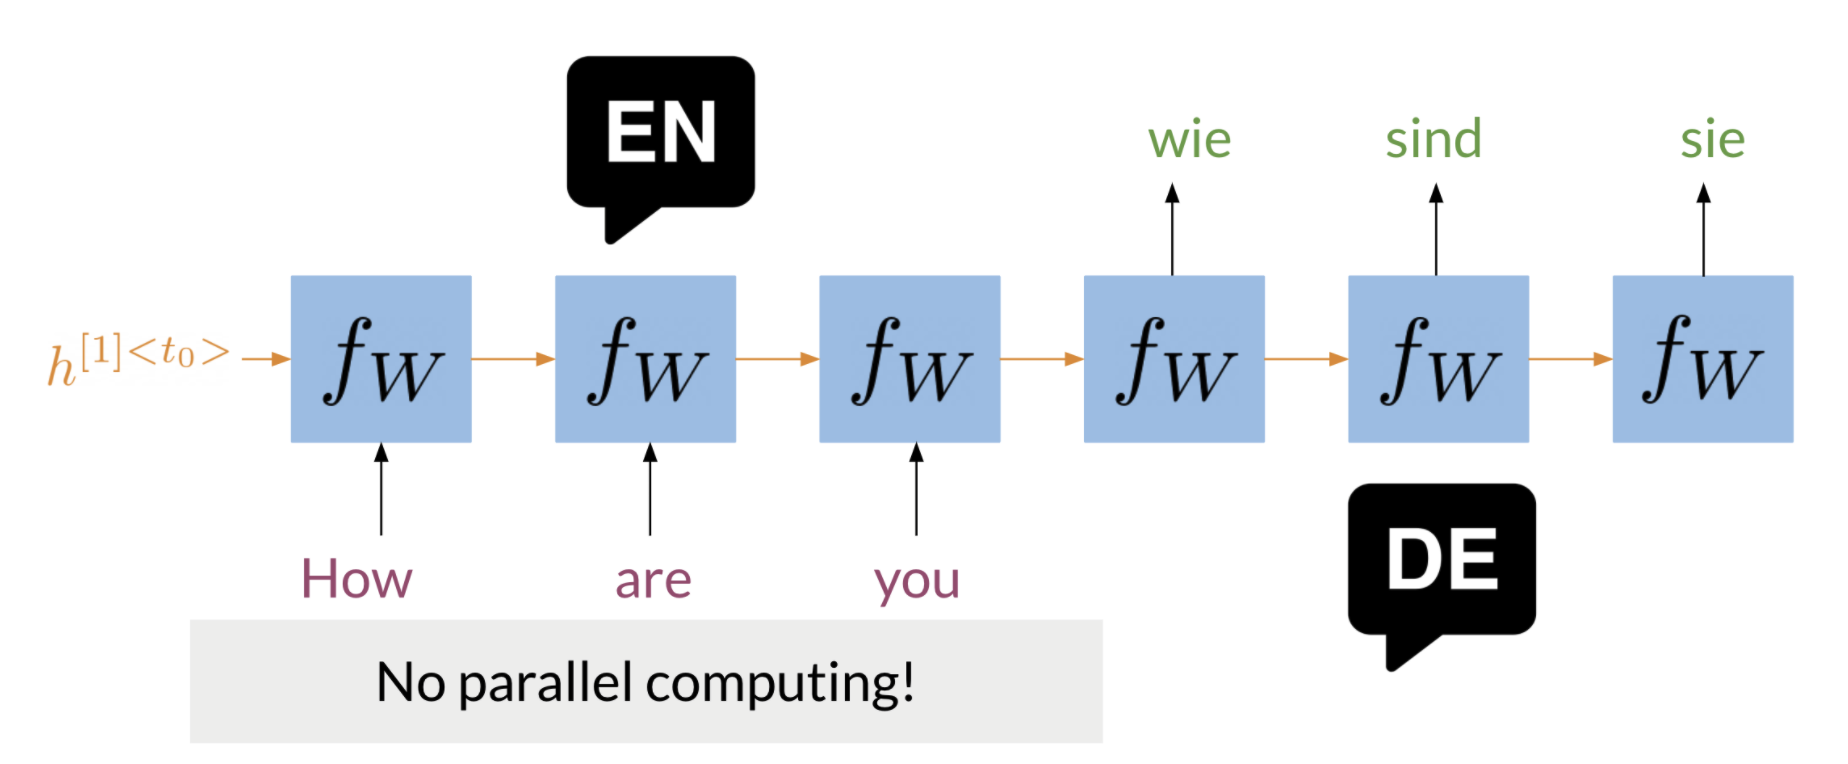 EN
wie sind sie
h^{[1]<t_0>} f_W f_W f_W f_W f_W f_W
How are you
DE
No parallel computing!